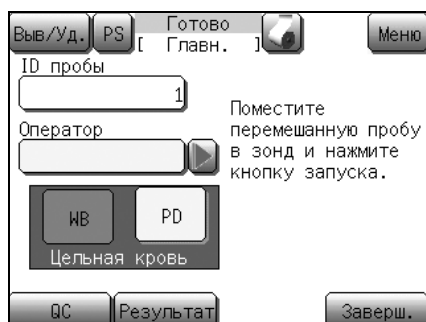 Выв/Уд. PS Готово Меню
[ Главн. ]
ID пробы
1
Оператор
Поместите
перемешанную пробу
в зонд и нажмите
кнопку запуска.
WB PD
Цельная кровь
QC Результат Заверш.